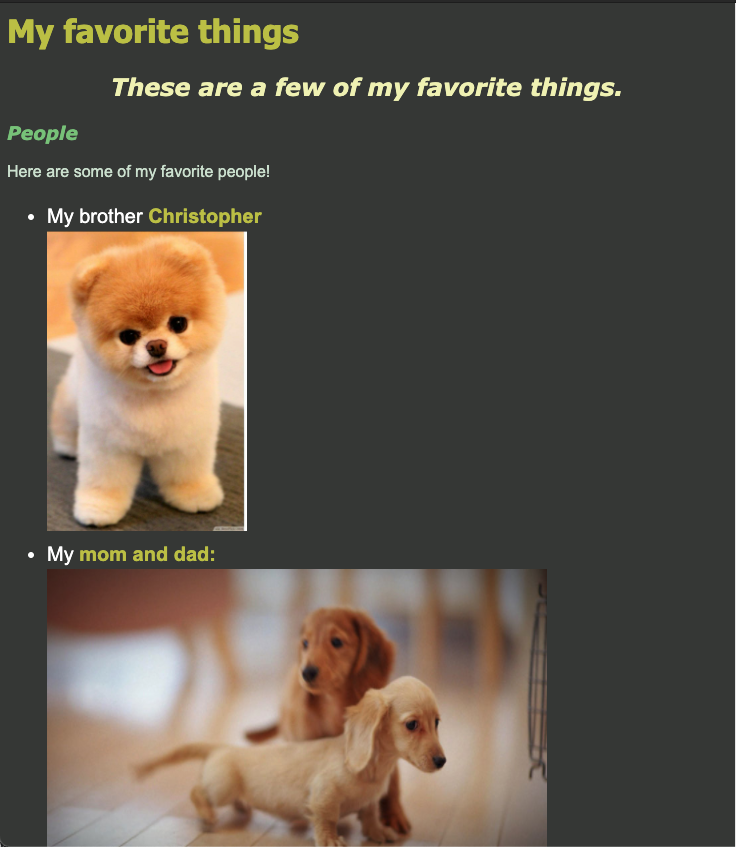 My favorite things
These are a few of my favorite things.
People
Here are some of my favorite people!
• My brother Christopher
• My mom and dad: